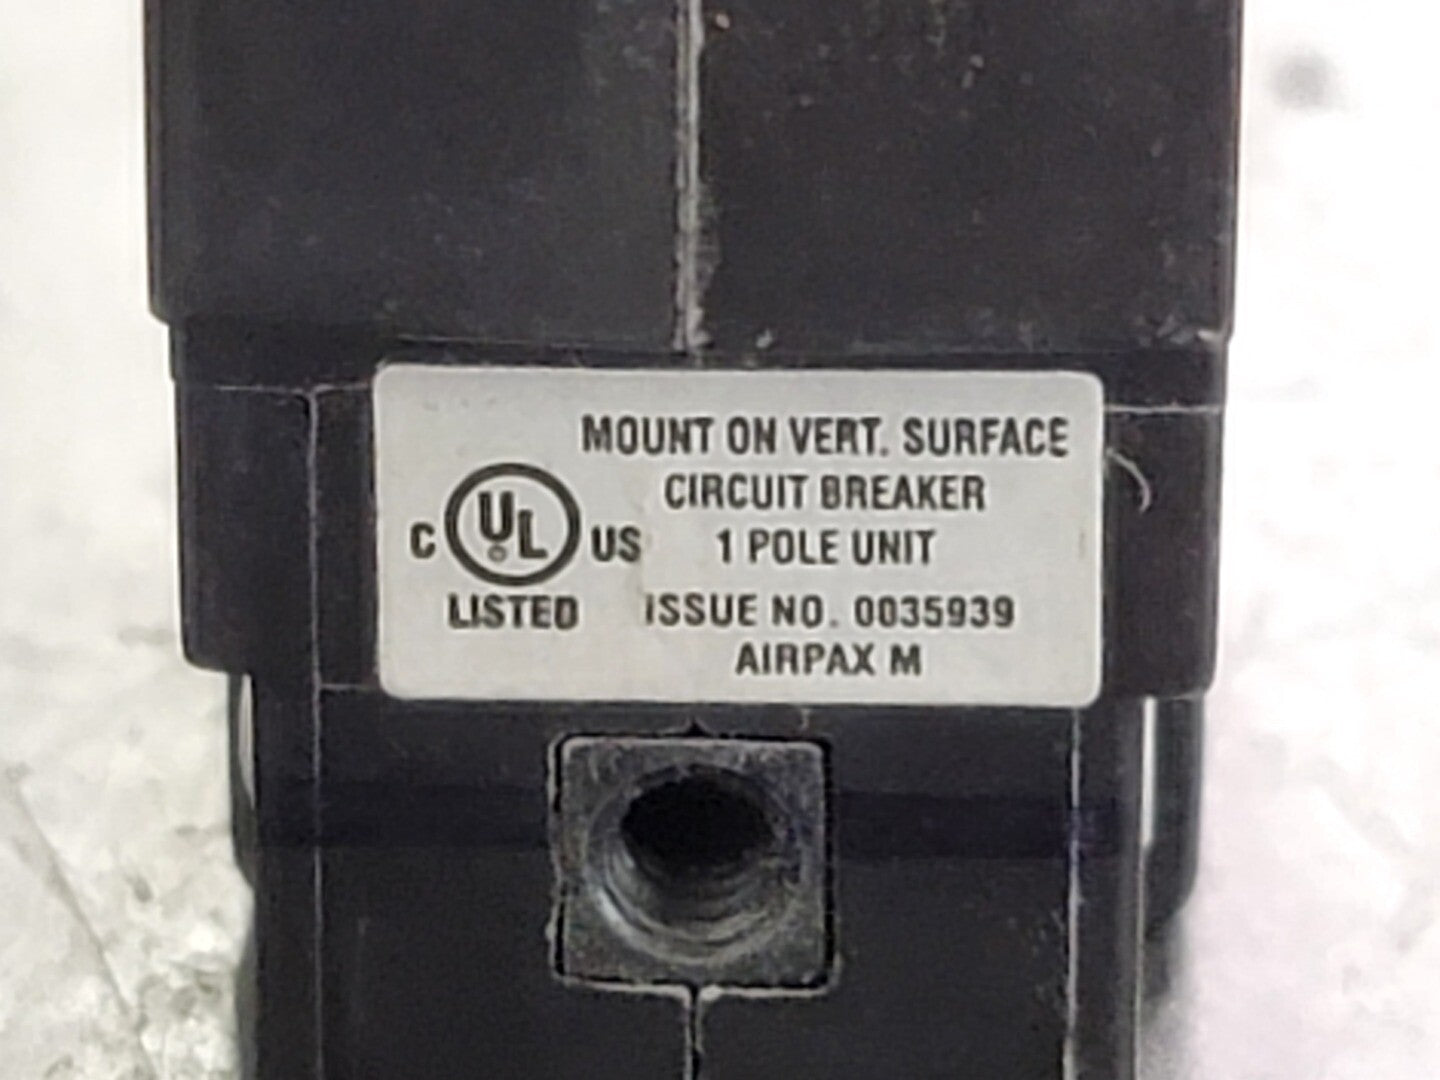 MOUNT ON VERT. SURFACE
CIRCUIT BREAKER
C UL US
1 POLE UNIT
LISTED
ISSUE NO. 0035939
AIRPAX M